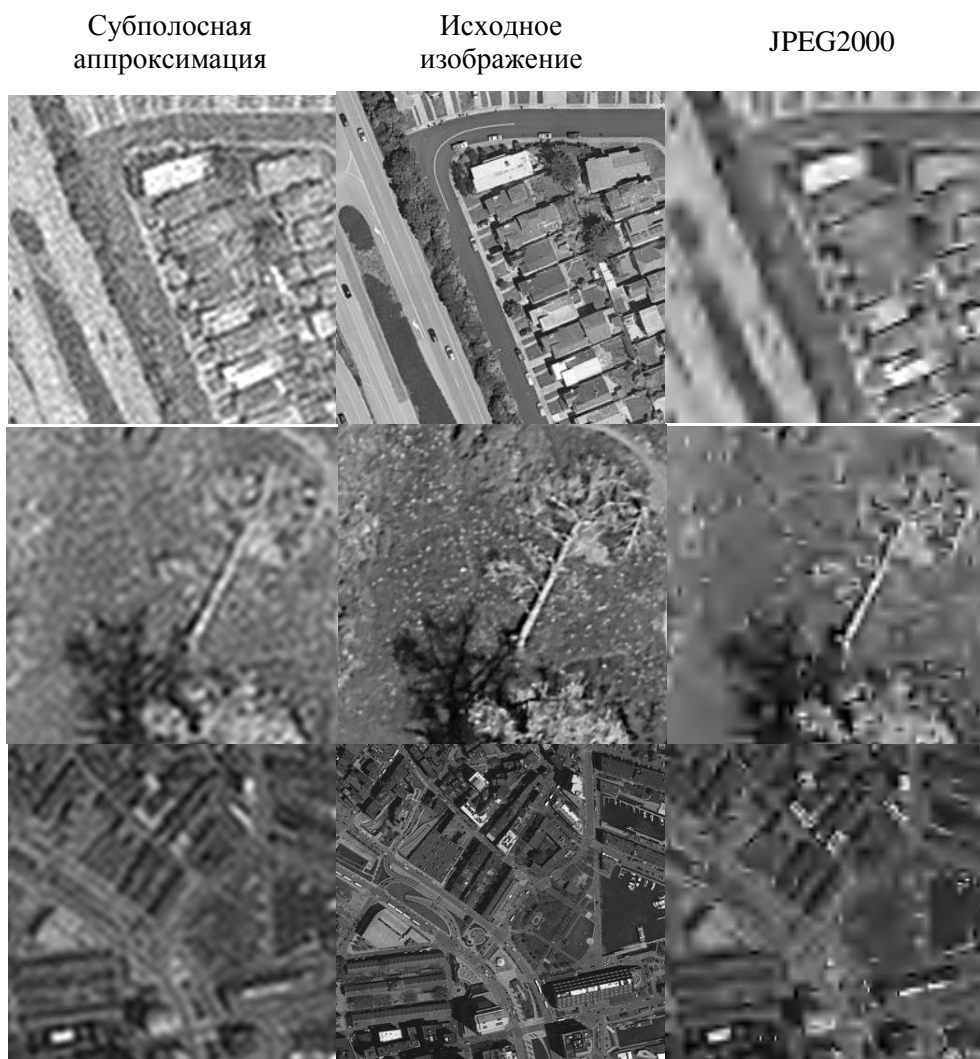 Субполосная
аппроксимация
Исходное
изображение
JPEG2000